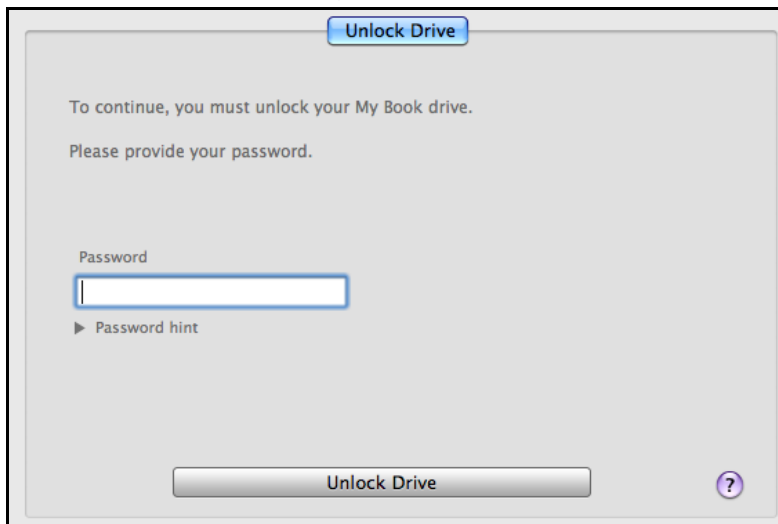 Unlock Drive
To continue, you must unlock your My Book drive.
Please provide your password.
Password
Password hint
Unlock Drive
?